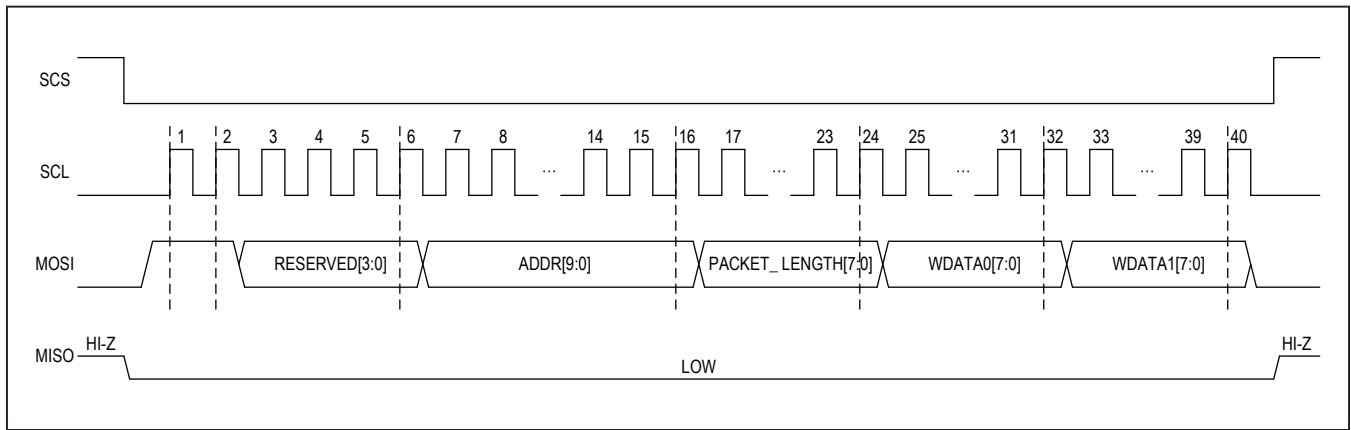 SCS
1 2 3 4 5 6 7 8 14 15 16 17 23 24 25 31 32 33 39 40
SCL ... ... ... ...
MOSI RESERVED[3:0] ADDR[9:0] PACKET_ LENGTH[7:0] WDATA0[7:0] WDATA1[7:0]
HI-Z HI-Z
MISO LOW